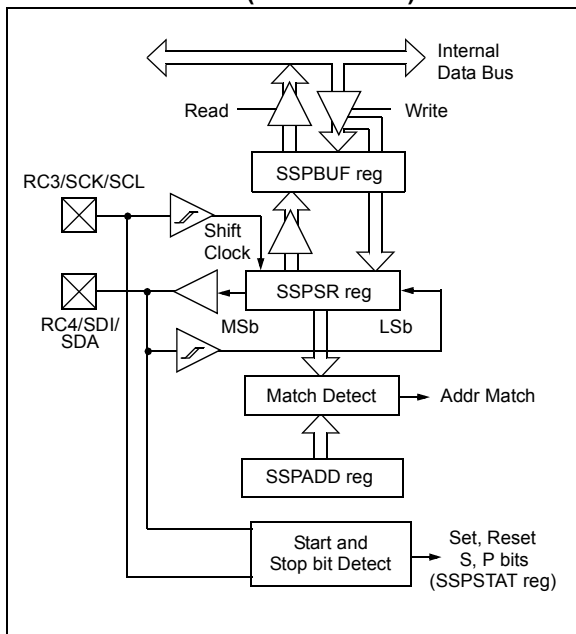 Internal
Data Bus
Read
Write
SSPBUF reg
RC3/SCK/SCL
Shift
Clock
SSPSR reg
MSb
LSb
RC4/SDI/
SDA
Match Detect
Addr Match
SSPADD reg
Start and
Stop bit Detect
Set, Reset
S, P bits
(SSPSTAT reg)